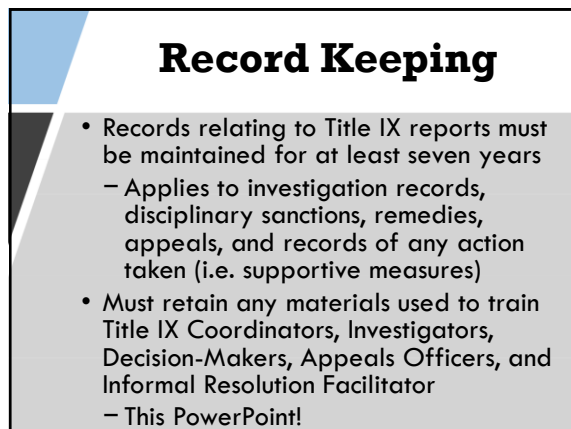 Record Keeping
• Records relating to Title IX reports must
be maintained for at least seven years
– Applies to investigation records,
disciplinary sanctions, remedies,
appeals, and records of any action
taken (i.e. supportive measures)
• Must retain any materials used to train
Title IX Coordinators, Investigators,
Decision-Makers, Appeals Officers, and
Informal Resolution Facilitator
– This PowerPoint!